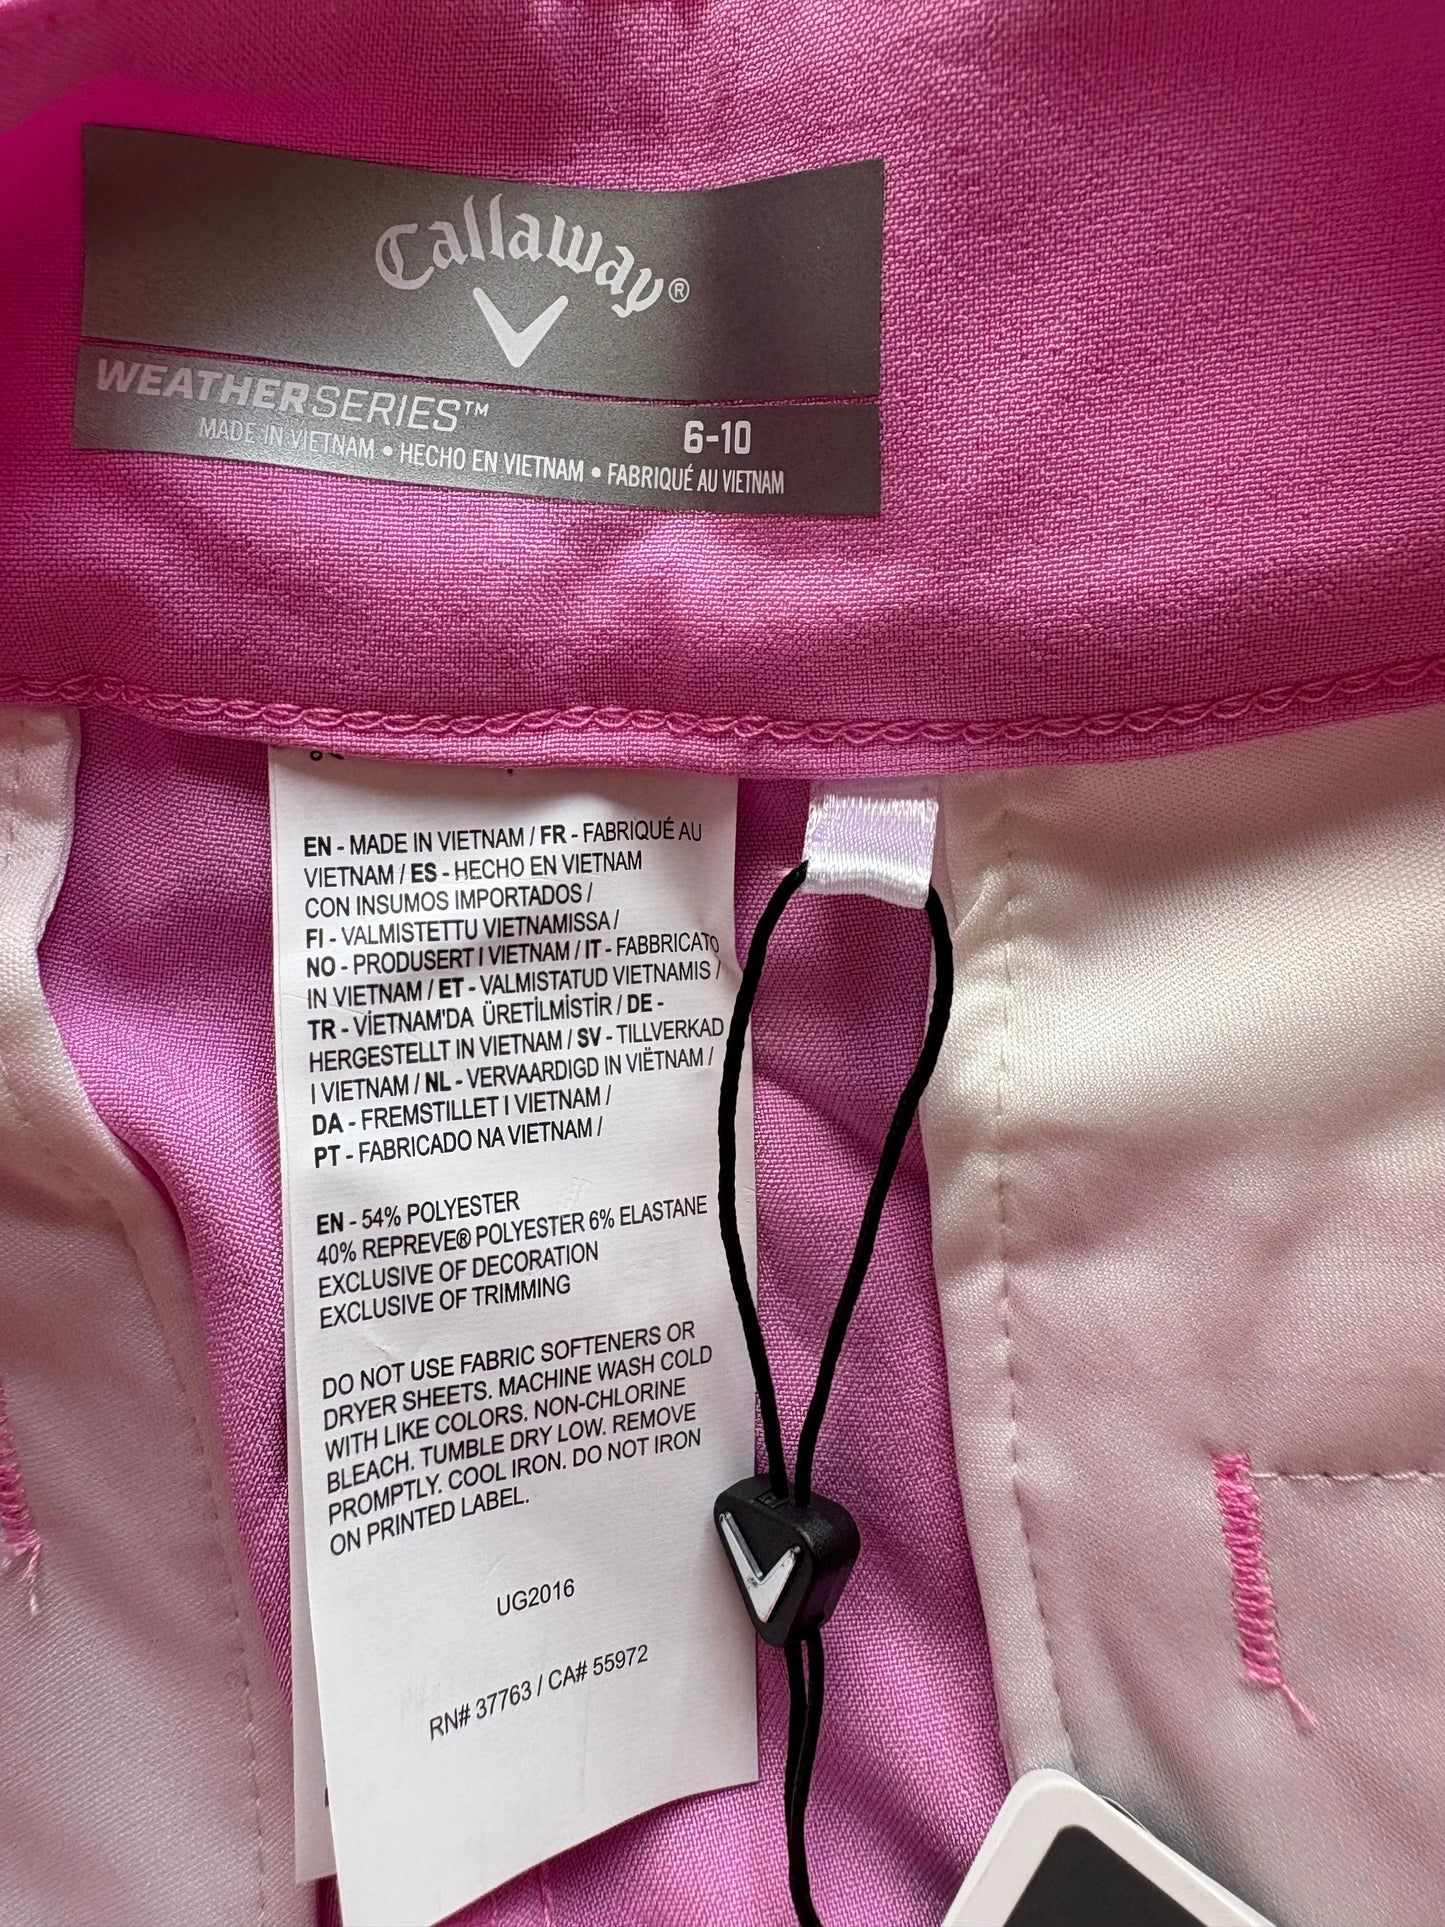 Callaway®
WEATHERSERIES™
6-10
MADE IN VIETNAM • HECHO EN VIETNAM • FABRIQUÉ AU VIETNAM
EN - MADE IN VIETNAM / FR - FABRIQUÉ AU
VIETNAM / ES - HECHO EN VIETNAM
CON INSUMOS IMPORTADOS /
FI - VALMISTETTU VIETNAMISSA /
NO - PRODUSERT I VIETNAM / IT - FABBRICATO
IN VIETNAM / ET - VALMISTATUD VIETNAMIS /
TR - VİETNAM'DA ÜRETİLMİSTİR / DE -
HERGESTELLT IN VIETNAM / SV - TILLVERKAD
I VIETNAM / NL - VERVAARDIGD IN VIËTNAM /
DA - FREMSTILLET I VIETNAM /
PT - FABRICADO NA VIETNAM /
EN - 54% POLYESTER
40% REPREVE® POLYESTER 6% ELASTANE
EXCLUSIVE OF DECORATION
EXCLUSIVE OF TRIMMING
DO NOT USE FABRIC SOFTENERS OR
DRYER SHEETS. MACHINE WASH COLD
WITH LIKE COLORS. NON-CHLORINE
BLEACH. TUMBLE DRY LOW. REMOVE
PROMPTLY. COOL IRON. DO NOT IRON
ON PRINTED LABEL.
UG2016
RN# 37763 / CA# 55972